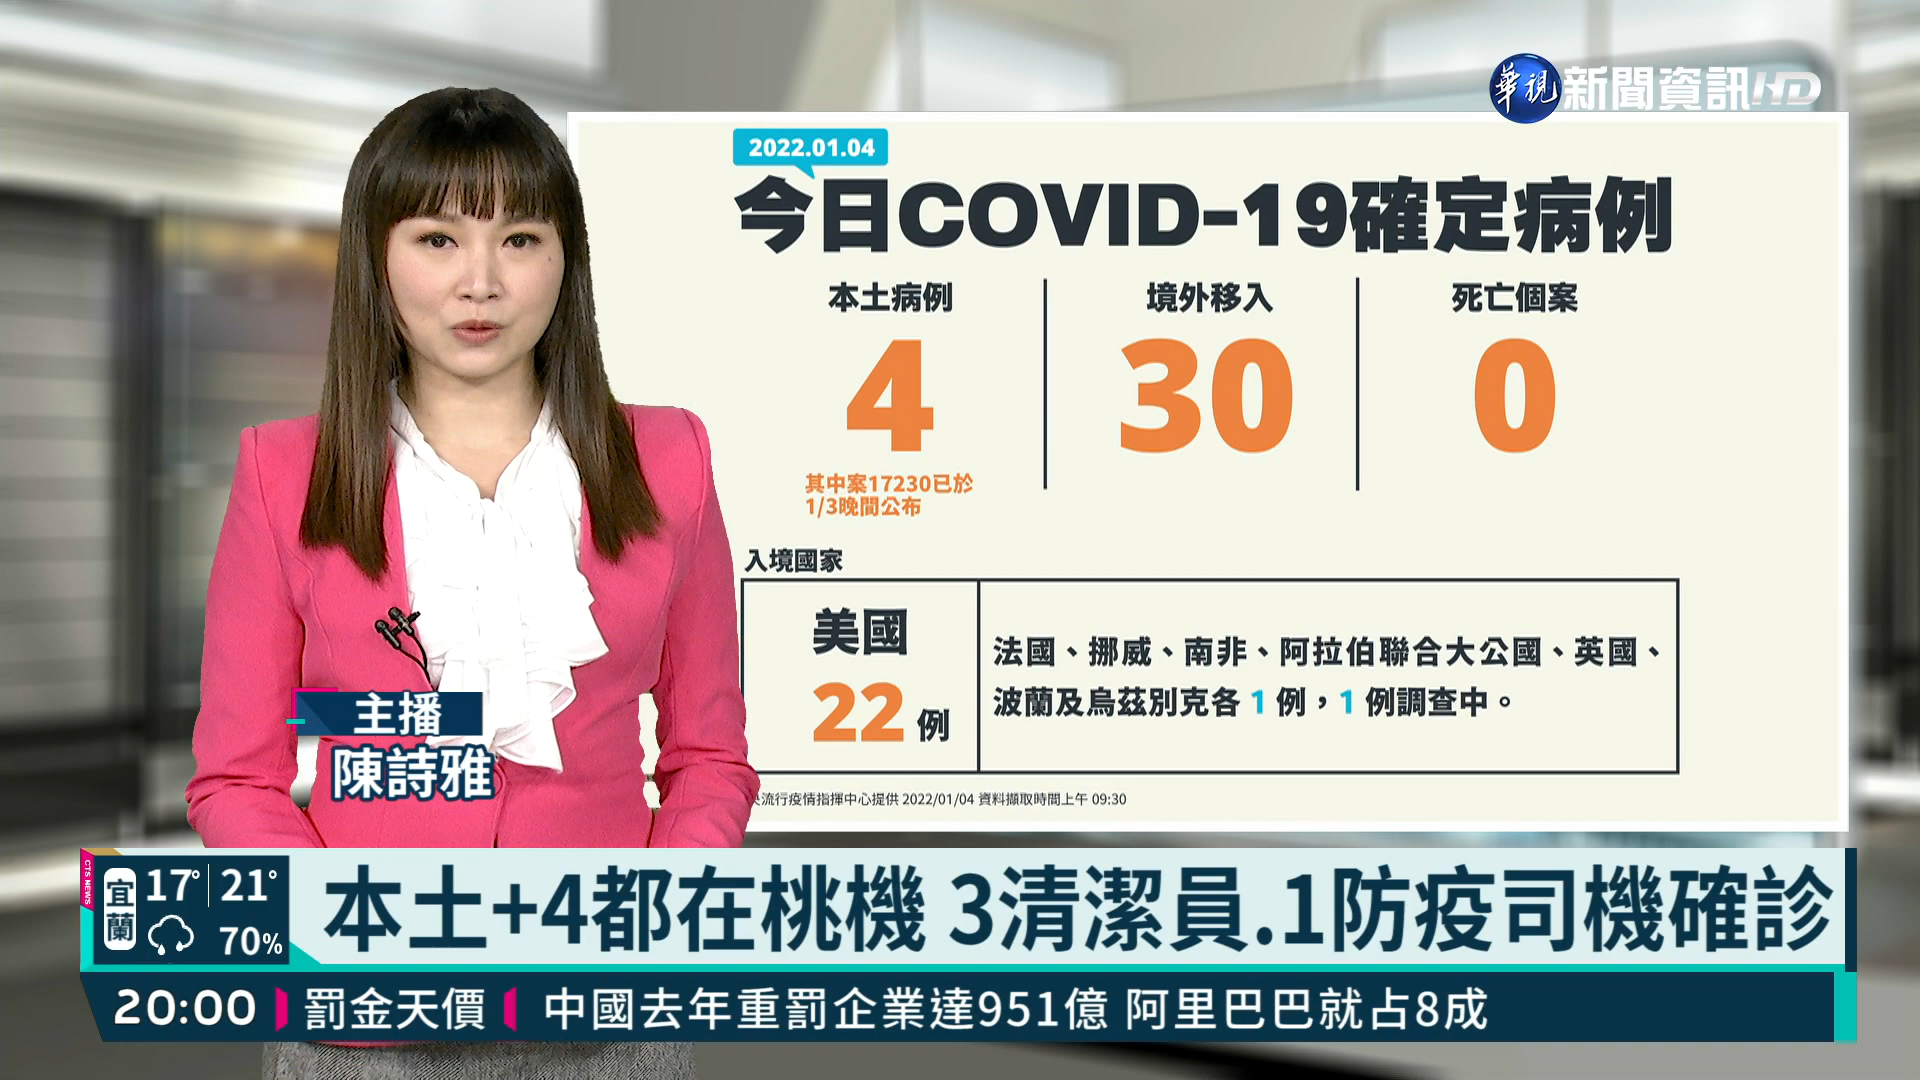 華視新聞資訊HD
2022.01.04
今日COVID-19確定病例
本土病例
4
其中案17230已於
1/3晚間公布
境外移入
30
死亡個案
0
入境國家
美國
22例
法國、挪威、南非、阿拉伯聯合大公國、英國、
波蘭及烏茲別克各 1 例，1 例調查中。
流行疫情指揮中心提供 2022/01/04 資料擷取時間上午 09:30
主播
陳詩雅
CTS NEWS
宜蘭
17° 21°
70%
本土+4都在桃機 3清潔員.1防疫司機確診
20:00 罰金天價 中國去年重罰企業達951億 阿里巴巴就占8成